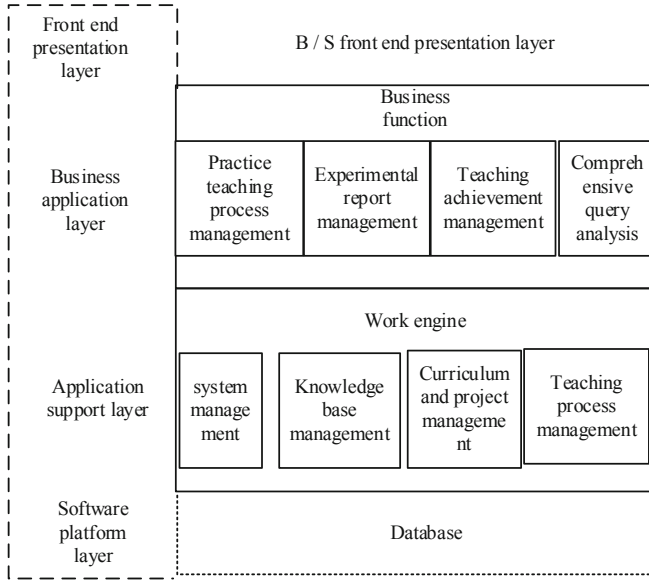 Front end
presentation
layer
B / S front end presentation layer
Business
function
Business
application
layer
Practice
teaching
process
management
Experimental
report
management
Teaching
achievement
management
Compreh
ensive
query
analysis
Work engine
Application
support layer
system
manage
ment
Knowledge
base
management
Curriculum
and project
manageme
nt
Teaching
process
management
Software
platform
layer
Database